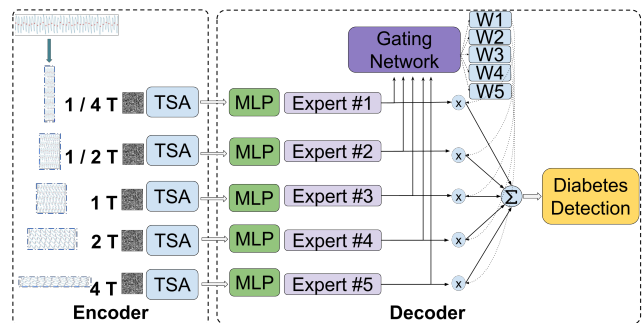 Gating
Network
W1
W2
W3
W4
W5
1 / 4 T
TSA
MLP
Expert #1
x
1 / 2 T
TSA
MLP
Expert #2
x
1 T
TSA
MLP
Expert #3
x
Σ
Diabetes
Detection
2 T
TSA
MLP
Expert #4
x
4 T
TSA
MLP
Expert #5
x
Encoder
Decoder